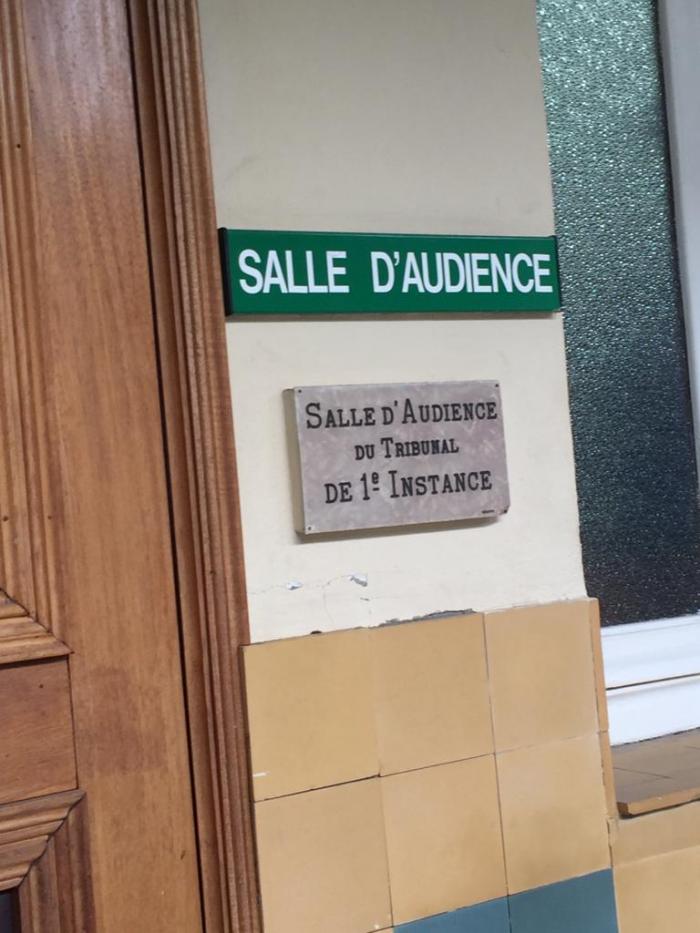 SALLE D'AUDIENCE
SALLE D'AUDIENCE
DU TRIBUNAL
DE 1ᵉ INSTANCE